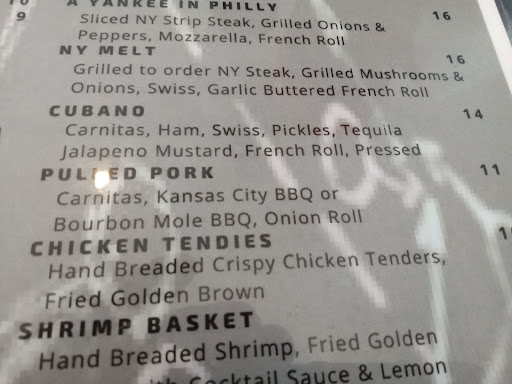 9
A YANKEE IN PHILLY 16
Sliced NY Strip Steak, Grilled Onions &
Peppers, Mozzarella, French Roll
NY MELT 16
Grilled to order NY Steak, Grilled Mushrooms &
Onions, Swiss, Garlic Buttered French Roll
CUBANO 14
Carnitas, Ham, Swiss, Pickles, Tequila
Jalapeno Mustard, French Roll, Pressed
PULLED PORK 11
Carnitas, Kansas City BBQ or
Bourbon Mole BBQ, Onion Roll
CHICKEN TENDIES
Hand Breaded Crispy Chicken Tenders,
Fried Golden Brown
SHRIMP BASKET
Hand Breaded Shrimp, Fried Golden
with Cocktail Sauce & Lemon